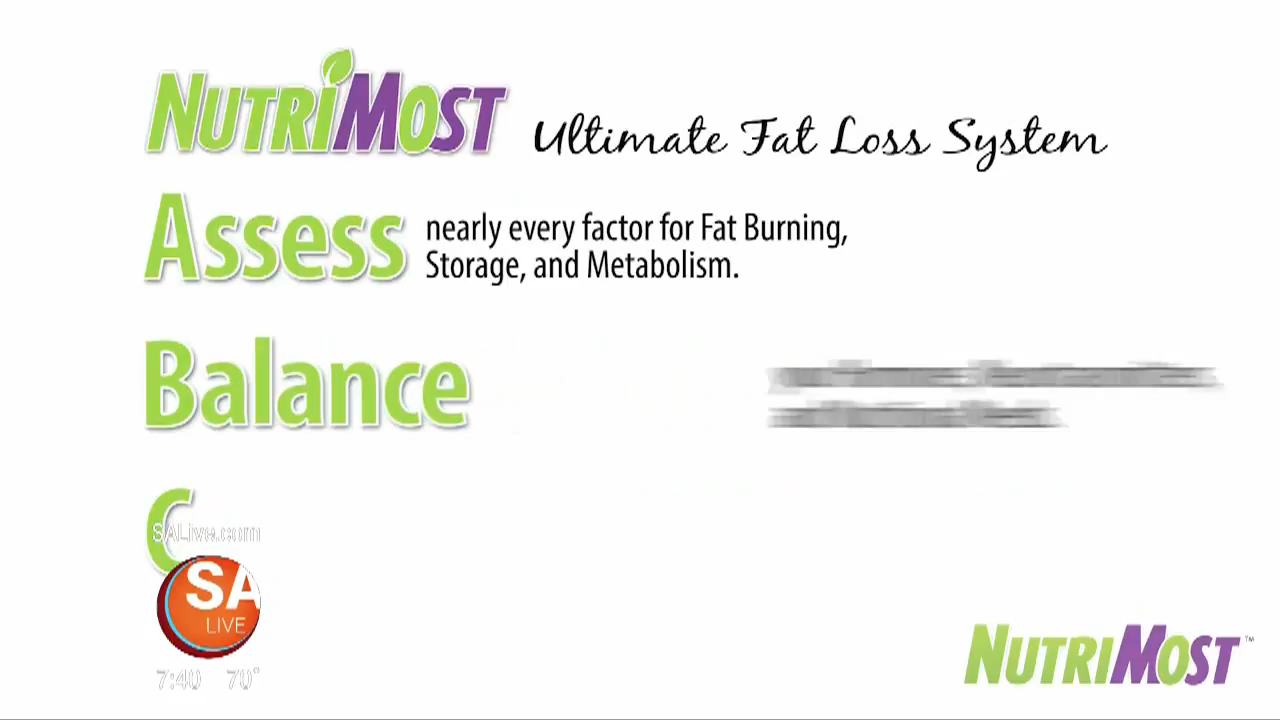 NUTRIMOST Ultimate Fat Loss System
Assess nearly every factor for Fat Burning,
Storage, and Metabolism.
Balance
C
SALive.com
SA
LIVE
7:40 70°
NUTRIMOST™